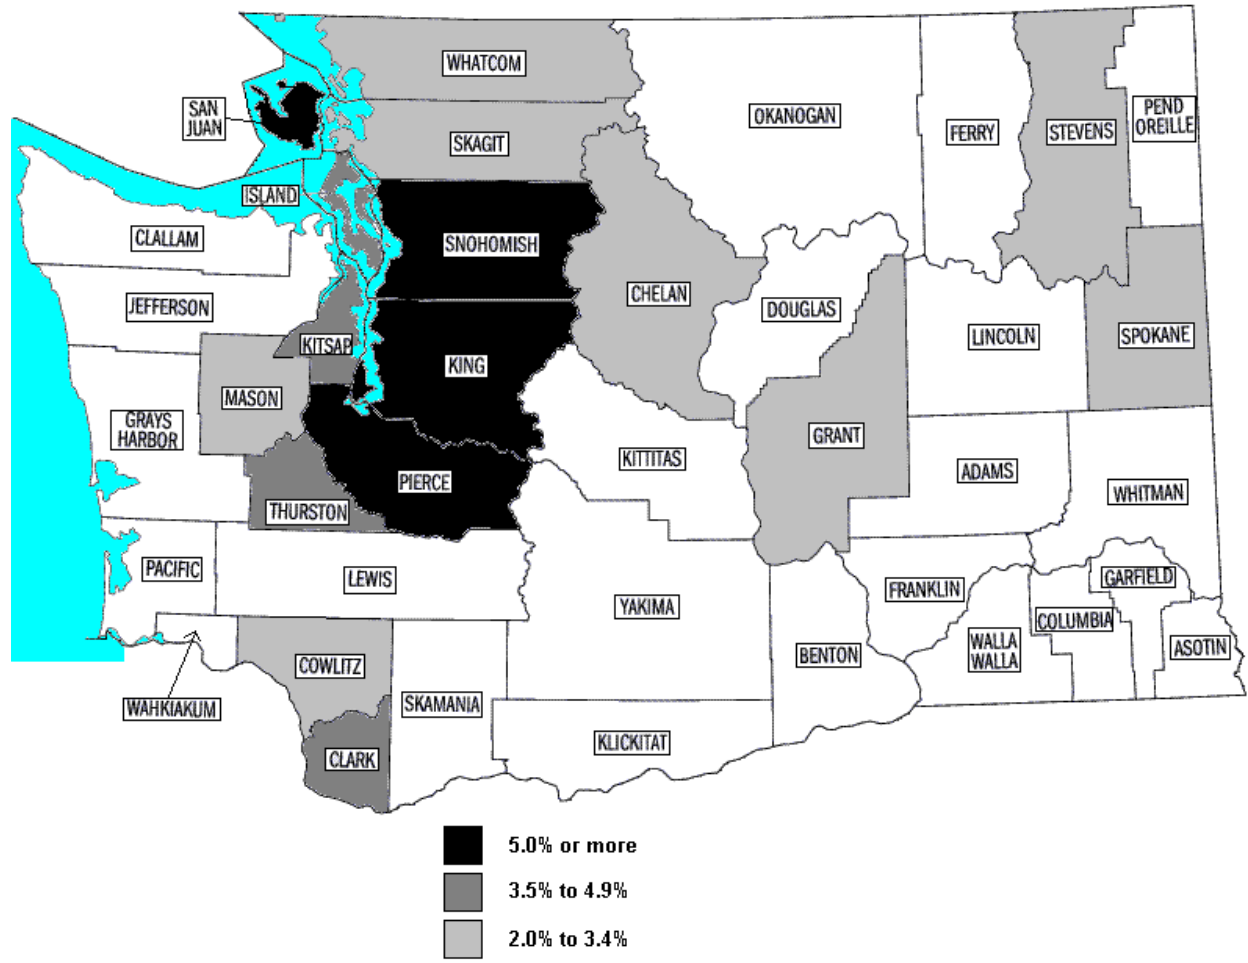 WHATCOM
SAN
JUAN
SKAGIT
OKANOGAN
FERRY
STEVENS
PEND
OREILLE
ISLAND
CLALLAM
SNOHOMISH
JEFFERSON
CHELAN
DOUGLAS
LINCOLN
SPOKANE
KITSAP
KING
MASON
GRAYS
HARBOR
GRANT
KITTITAS
ADAMS
PIERCE
WHITMAN
THURSTON
PACIFIC
LEWIS
YAKIMA
FRANKLIN
GARFIELD
COLUMBIA
WALLA
WALLA
BENTON
ASOTIN
COWLITZ
WAHKIAKUM
SKAMANIA
KLICKITAT
CLARK
5.0% or more
3.5% to 4.9%
2.0% to 3.4%